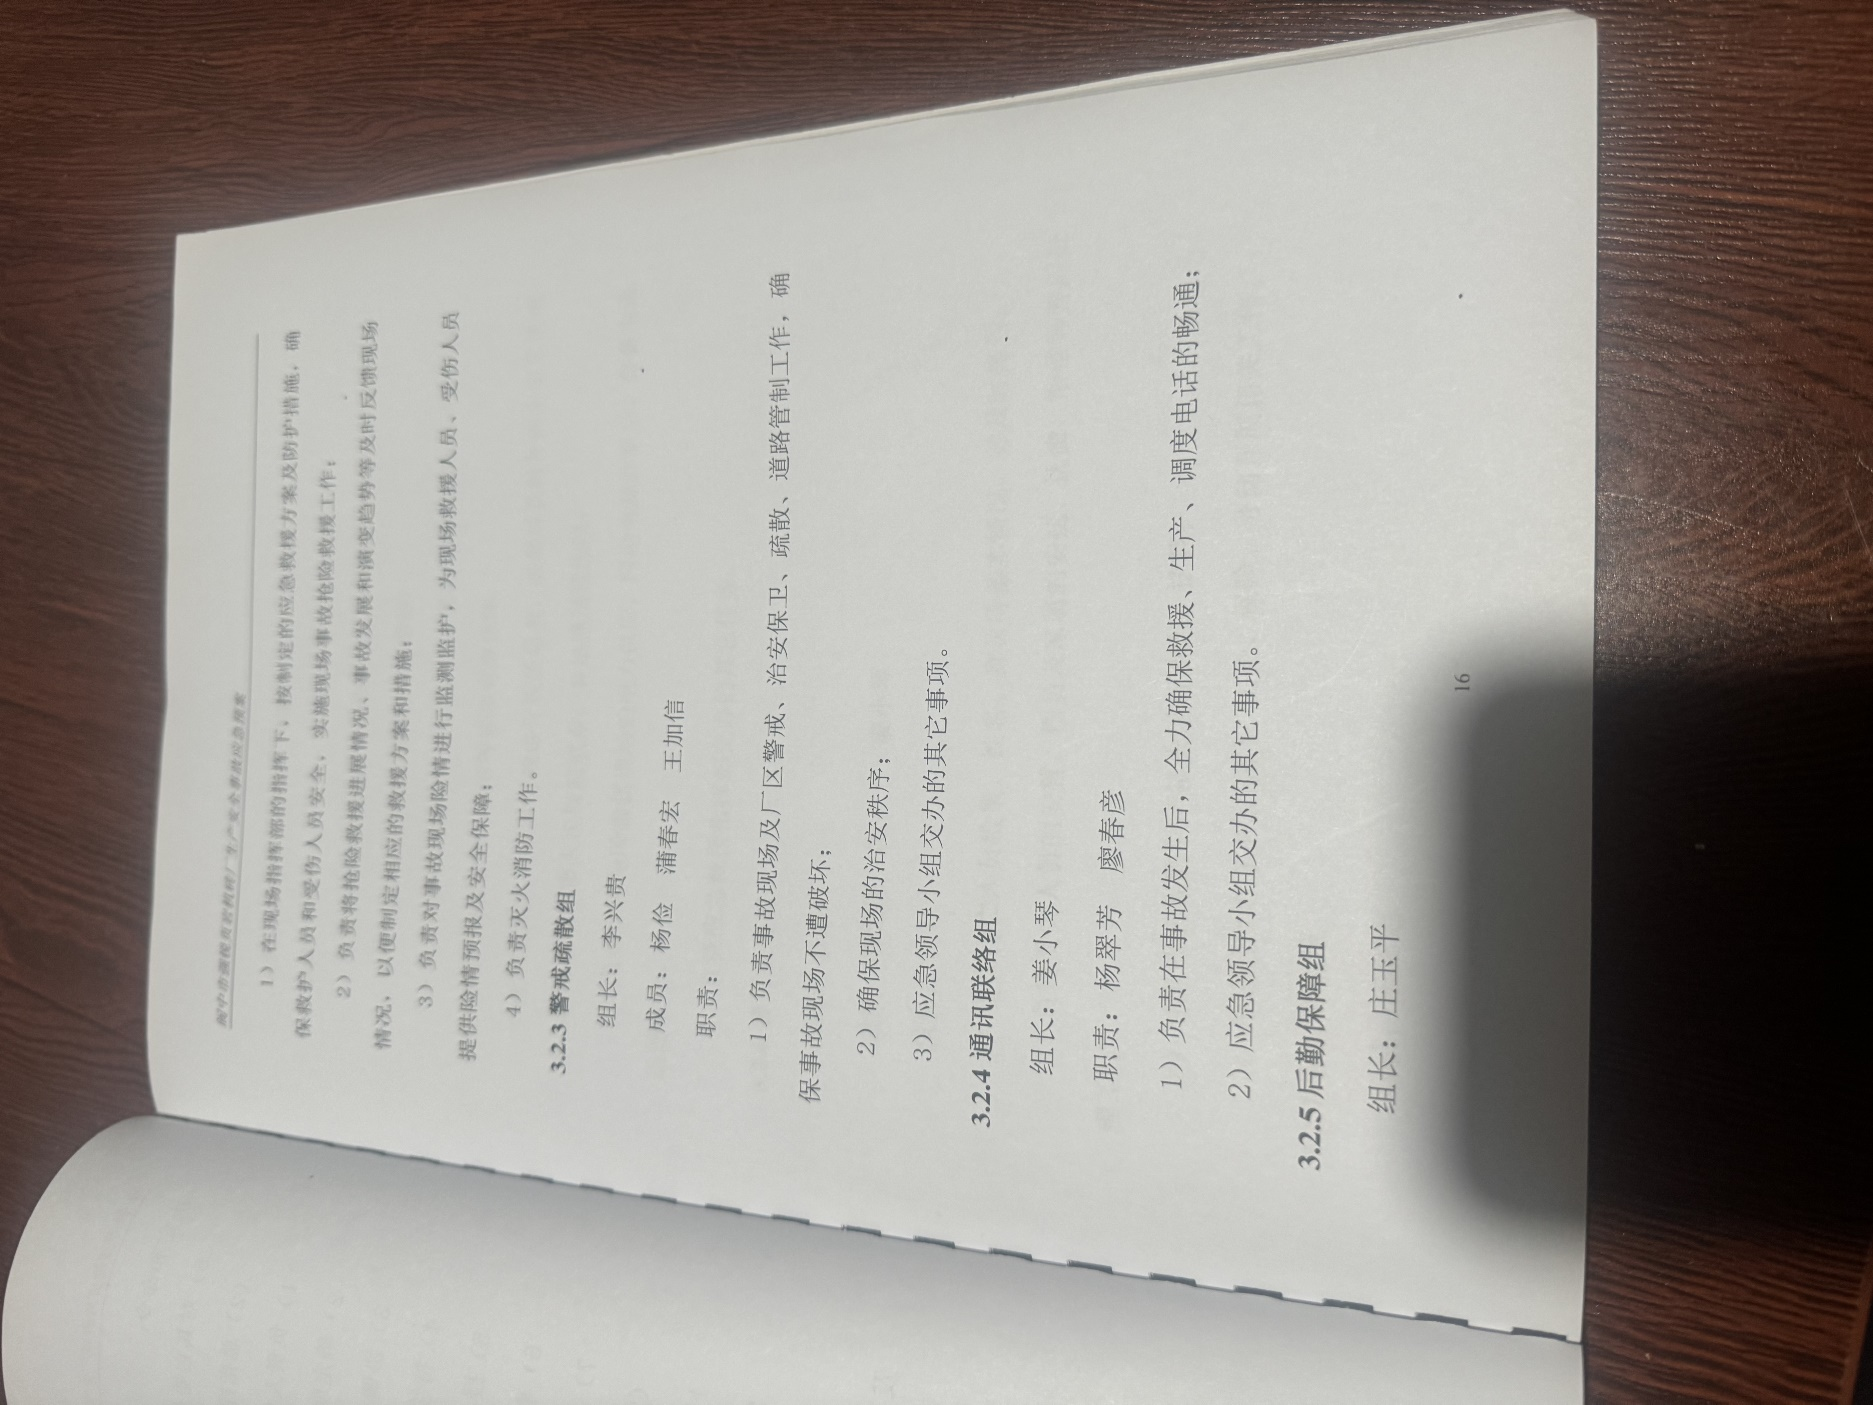 1）在现场指挥部的指挥下，按制定的应急救援方案及防护措施，确
保救护人员和受伤人员安全，实施现场事故抢险救援工作；
2）负责将抢险救援进展情况、事故发展和演变趋势等及时反馈现场
情况，以便制定相应的救援方案和措施；
3）负责对事故现场险情进行监测监护，为现场救援人员、受伤人员
提供险情预报及安全保障；
4）负责灭火消防工作。
3.2.3 警戒疏散组
组长：李兴贵
成员：杨俭 蒲春宏 王加信
职责：
1）负责事故现场及厂区警戒、治安保卫、疏散、道路管制工作，确
保事故现场不遭破坏；
2）确保现场的治安秩序；
3）应急领导小组交办的其它事项。
3.2.4 通讯联络组
组长：姜小琴
职责：杨翠芳 廖春彦
1）负责在事故发生后，全力确保救援、生产、调度电话的畅通；
2）应急领导小组交办的其它事项。
3.2.5 后勤保障组
组长：庄玉平
16